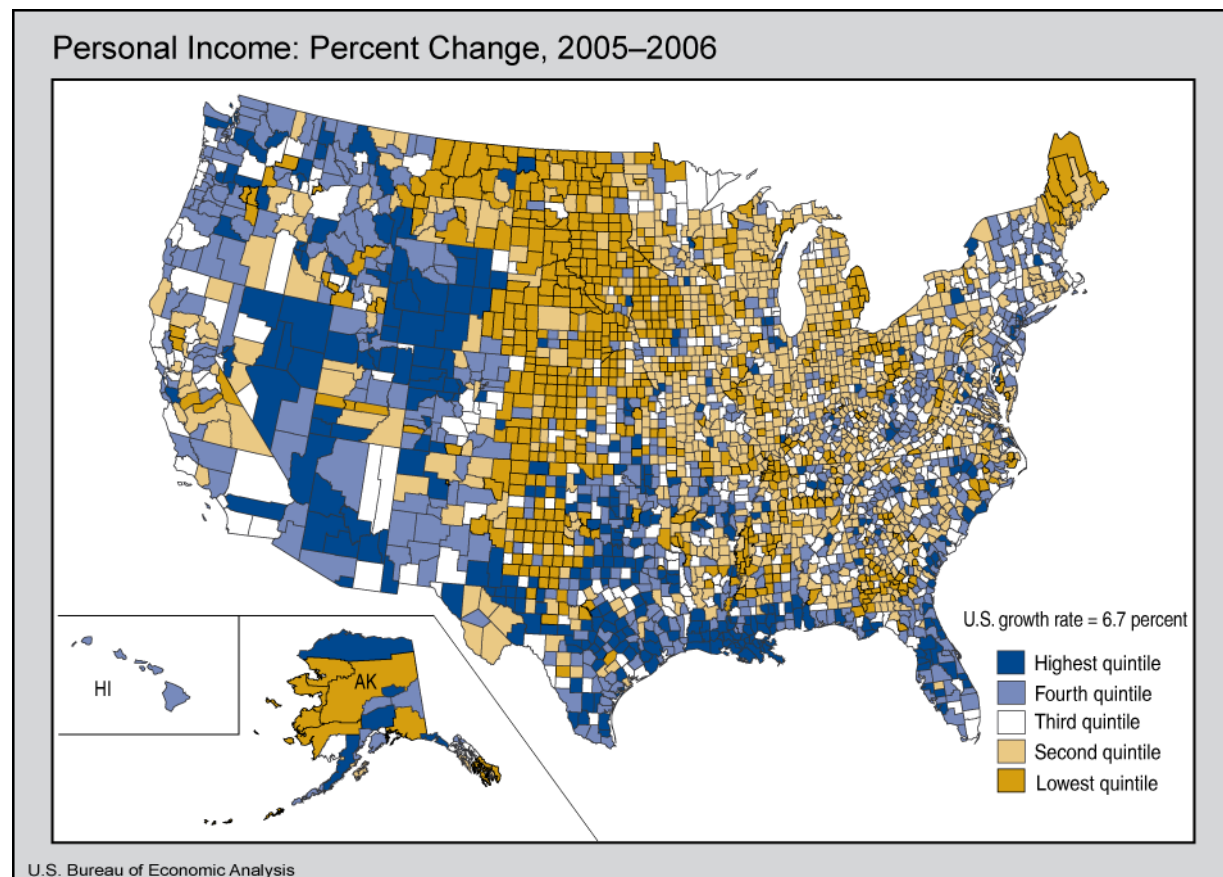 Personal Income: Percent Change, 2005–2006
HI
AK
U.S. growth rate = 6.7 percent
Highest quintile
Fourth quintile
Third quintile
Second quintile
Lowest quintile
U.S. Bureau of Economic Analysis